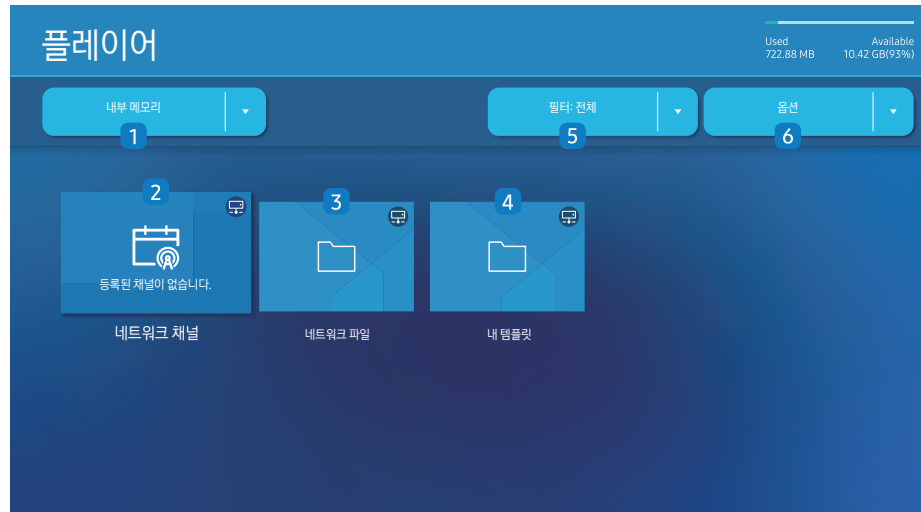 플레이어
Used Available
722.88 MB 10.42 GB(93%)
내부 메모리
필터: 전체
옵션
1
5
6
2
3
4
등록된 채널이 없습니다.
네트워크 채널
네트워크 파일
내 템플릿